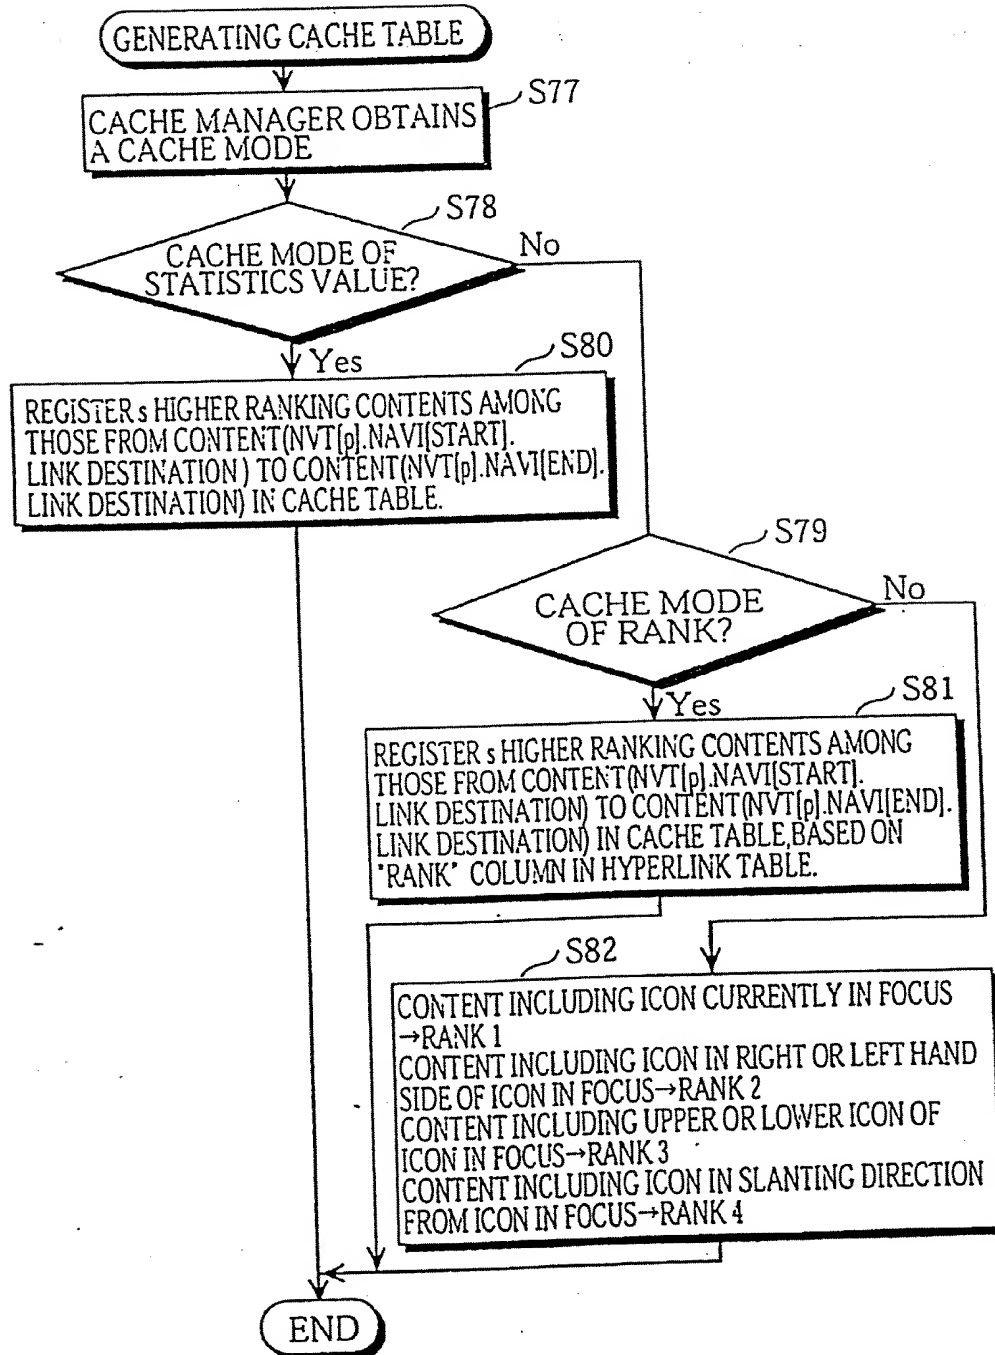 GENERATING CACHE TABLE
S77
CACHE MANAGER OBTAINS
A CACHE MODE
S78
CACHE MODE OF
STATISTICS VALUE?
No
Yes
S80
REGISTER s HIGHER RANKING CONTENTS AMONG
THOSE FROM CONTENT(NVT[p].NAVI[START].
LINK DESTINATION ) TO CONTENT(NVT[p].NAVI[END].
LINK DESTINATION) IN CACHE TABLE.
S79
CACHE MODE
OF RANK?
No
Yes
S81
REGISTER s HIGHER RANKING CONTENTS AMONG
THOSE FROM CONTENT(NVT[p].NAVI[START].
LINK DESTINATION) TO CONTENT(NVT[p].NAVI[END].
LINK DESTINATION) IN CACHE TABLE,BASED ON
"RANK" COLUMN IN HYPERLINK TABLE.
S82
CONTENT INCLUDING ICON CURRENTLY IN FOCUS
→RANK 1
CONTENT INCLUDING ICON IN RIGHT OR LEFT HAND
SIDE OF ICON IN FOCUS→RANK 2
CONTENT INCLUDING UPPER OR LOWER ICON OF
ICON IN FOCUS→RANK 3
CONTENT INCLUDING ICON IN SLANTING DIRECTION
FROM ICON IN FOCUS→RANK 4
END